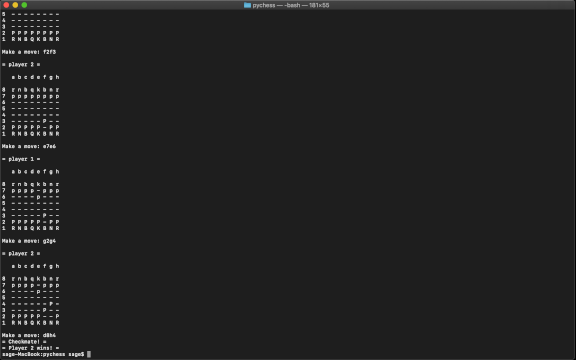 pychess — -bash — 181×55
5 - - - - - - - -
4 - - - - - - - -
3 - - - - - - - -
2 P P P P P P P P
1 R N B Q K B N R
Make a move: f2f3
= player 2 =
a b c d e f g h
8 r n b q k b n r
7 p p p p p p p p
6 - - - - - - - -
5 - - - - - - - -
4 - - - - - - - -
3 - - - - - P - -
2 P P P P P - P P
1 R N B Q K B N R
Make a move: e7e6
= player 1 =
a b c d e f g h
8 r n b q k b n r
7 p p p p - p p p
6 - - - - p - - -
5 - - - - - - - -
4 - - - - - - - -
3 - - - - - P - -
2 P P P P P - P P
1 R N B Q K B N R
Make a move: g2g4
= player 2 =
a b c d e f g h
8 r n b q k b n r
7 p p p p - p p p
6 - - - - p - - -
5 - - - - - - - -
4 - - - - - - P -
3 - - - - - P - -
2 P P P P P - - P
1 R N B Q K B N R
Make a move: d8h4
= Checkmate! =
= Player 2 wins! =
sage-MacBook:pychess sage$